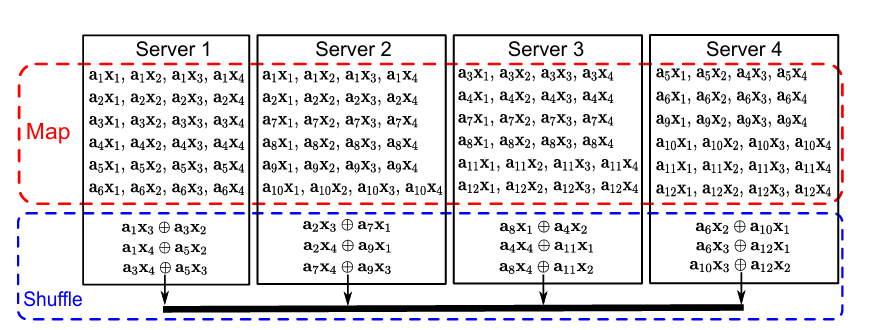 Map
Shuffle
Server 1
a₁x₁, a₁x₂, a₁x₃, a₁x₄
a₂x₁, a₂x₂, a₂x₃, a₂x₄
a₃x₁, a₃x₂, a₃x₃, a₃x₄
a₄x₁, a₄x₂, a₄x₃, a₄x₄
a₅x₁, a₅x₂, a₅x₃, a₅x₄
a₆x₁, a₆x₂, a₆x₃, a₆x₄
a₁x₃ ⊕ a₃x₂
a₁x₄ ⊕ a₅x₂
a₃x₄ ⊕ a₅x₃
Server 2
a₁x₁, a₁x₂, a₁x₃, a₁x₄
a₂x₁, a₂x₂, a₂x₃, a₂x₄
a₇x₁, a₇x₂, a₇x₃, a₇x₄
a₈x₁, a₈x₂, a₈x₃, a₈x₄
a₉x₁, a₉x₂, a₉x₃, a₉x₄
a₁₀x₁, a₁₀x₂, a₁₀x₃, a₁₀x₄
a₂x₃ ⊕ a₇x₁
a₂x₄ ⊕ a₉x₁
a₇x₄ ⊕ a₉x₃
Server 3
a₃x₁, a₃x₂, a₃x₃, a₃x₄
a₄x₁, a₄x₂, a₄x₃, a₄x₄
a₇x₁, a₇x₂, a₇x₃, a₇x₄
a₈x₁, a₈x₂, a₈x₃, a₈x₄
a₁₁x₁, a₁₁x₂, a₁₁x₃, a₁₁x₄
a₁₂x₁, a₁₂x₂, a₁₂x₃, a₁₂x₄
a₈x₁ ⊕ a₄x₂
a₄x₄ ⊕ a₁₁x₁
a₈x₄ ⊕ a₁₁x₂
Server 4
a₅x₁, a₅x₂, a₄x₃, a₅x₄
a₆x₁, a₆x₂, a₆x₃, a₆x₄
a₉x₁, a₉x₂, a₉x₃, a₉x₄
a₁₀x₁, a₁₀x₂, a₁₀x₃, a₁₀x₄
a₁₁x₁, a₁₁x₂, a₁₁x₃, a₁₁x₄
a₁₂x₁, a₁₂x₂, a₁₂x₃, a₁₂x₄
a₆x₂ ⊕ a₁₀x₁
a₆x₃ ⊕ a₁₂x₁
a₁₀x₃ ⊕ a₁₂x₂